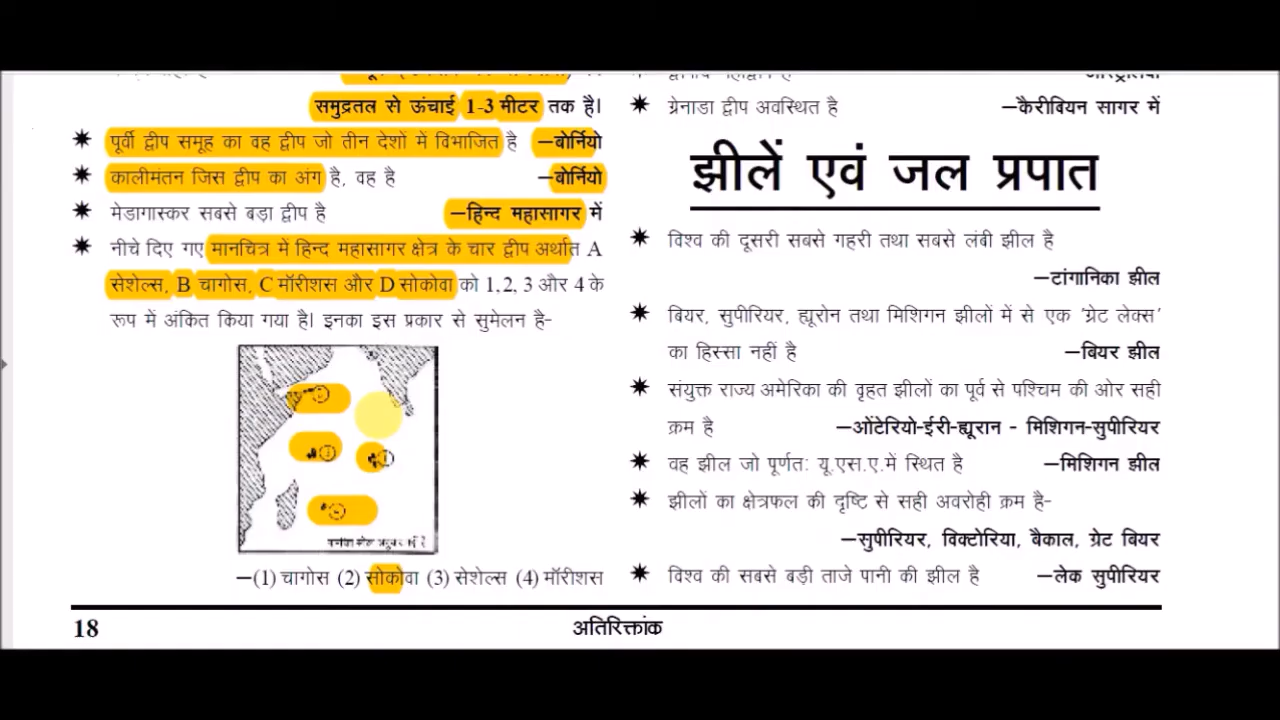 समुद्रतल से ऊंचाई 1-3 मीटर तक है।
✷ पूर्वी द्वीप समूह का वह द्वीप जो तीन देशों में विभाजित है –बोर्नियो
✷ कालीमंतन जिस द्वीप का अंग है, वह है –बोर्नियो
✷ मेडागास्कर सबसे बड़ा द्वीप है –हिन्द महासागर में
✷ नीचे दिए गए मानचित्र में हिन्द महासागर क्षेत्र के चार द्वीप अर्थात A
सेशेल्स, B चागोस, C मॉरीशस और D सोकोवा को 1,2, 3 और 4 के
रूप में अंकित किया गया है। इनका इस प्रकार से सुमेलन है-
–(1) चागोस (2) सोकोवा (3) सेशेल्स (4) मॉरीशस
✷ ग्रेनाडा द्वीप अवस्थित है –कैरीबियन सागर में
झीलें एवं जल प्रपात
✷ विश्व की दूसरी सबसे गहरी तथा सबसे लंबी झील है
–टांगानिका झील
✷ बियर, सुपीरियर, ह्यूरोन तथा मिशिगन झीलों में से एक ‘ग्रेट लेक्स’
का हिस्सा नहीं है –बियर झील
✷ संयुक्त राज्य अमेरिका की वृहत झीलों का पूर्व से पश्चिम की ओर सही
क्रम है –ओंटेरियो-ईरी-ह्यूरान - मिशिगन-सुपीरियर
✷ वह झील जो पूर्णतः यू.एस.ए.में स्थित है –मिशिगन झील
✷ झीलों का क्षेत्रफल की दृष्टि से सही अवरोही क्रम है-
–सुपीरियर, विक्टोरिया, बैकाल, ग्रेट बियर
✷ विश्व की सबसे बड़ी ताजे पानी की झील है –लेक सुपीरियर
18 अतिरिक्तांक